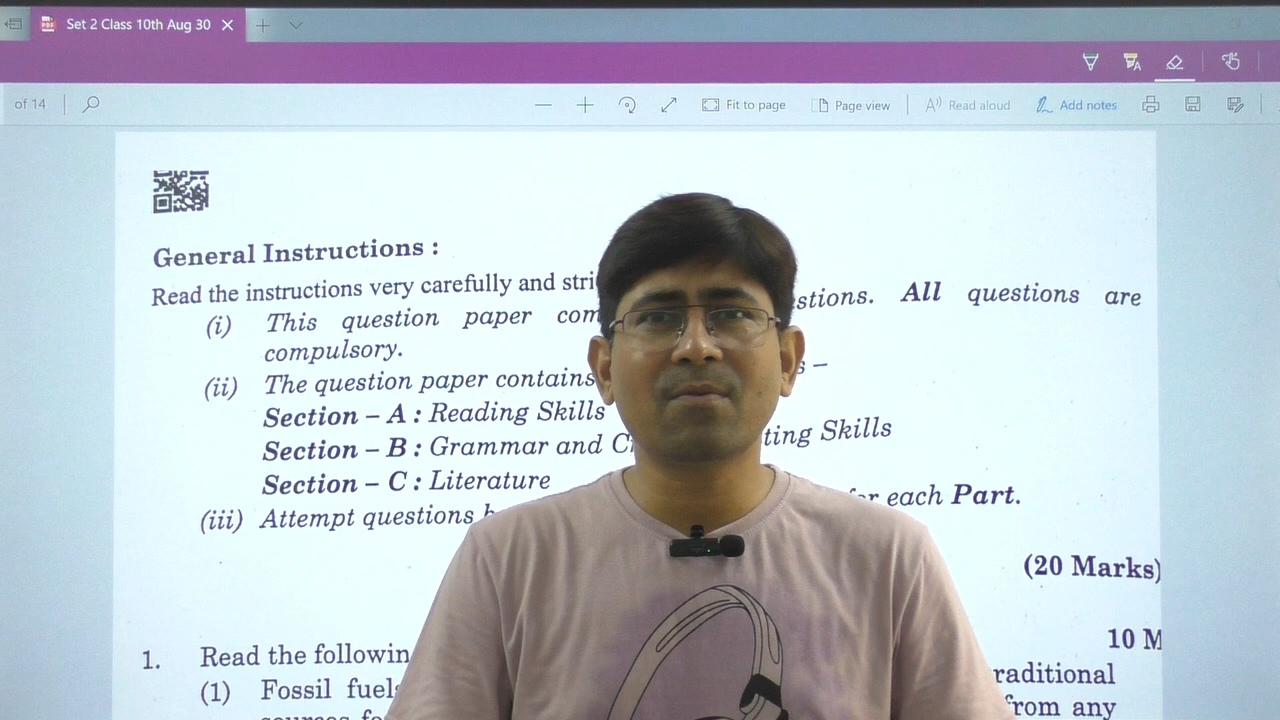 Set 2 Class 10th Aug 30
of 14
Fit to page
Page view
Read aloud
Add notes
General Instructions :
Read the instructions very carefully and stri
stions. All questions are
(i) This question paper com
compulsory.
(ii) The question paper contains
s –
Section – A : Reading Skills
Section – B : Grammar and C
ting Skills
Section – C : Literature
(iii) Attempt questions
for each Part.
(20 Marks)
10 M
1. Read the followin
(1) Fossil fuels
raditional
from any